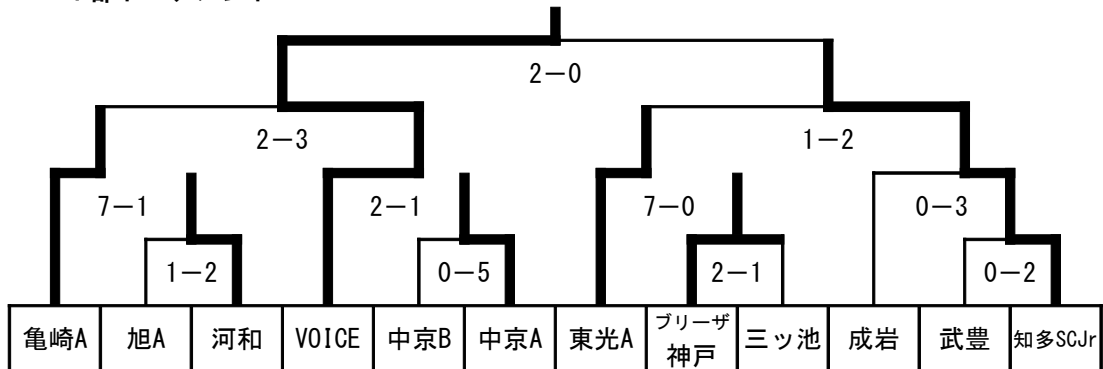 2−0
2−3
1−2
7−1
2−1
7−0
0−3
1−2
0−5
2−1
0−2
亀崎A
旭A
河和
VOICE
中京B
中京A
東光A
ブリーザ
神戸
三ッ池
成岩
武豊
知多SCJr